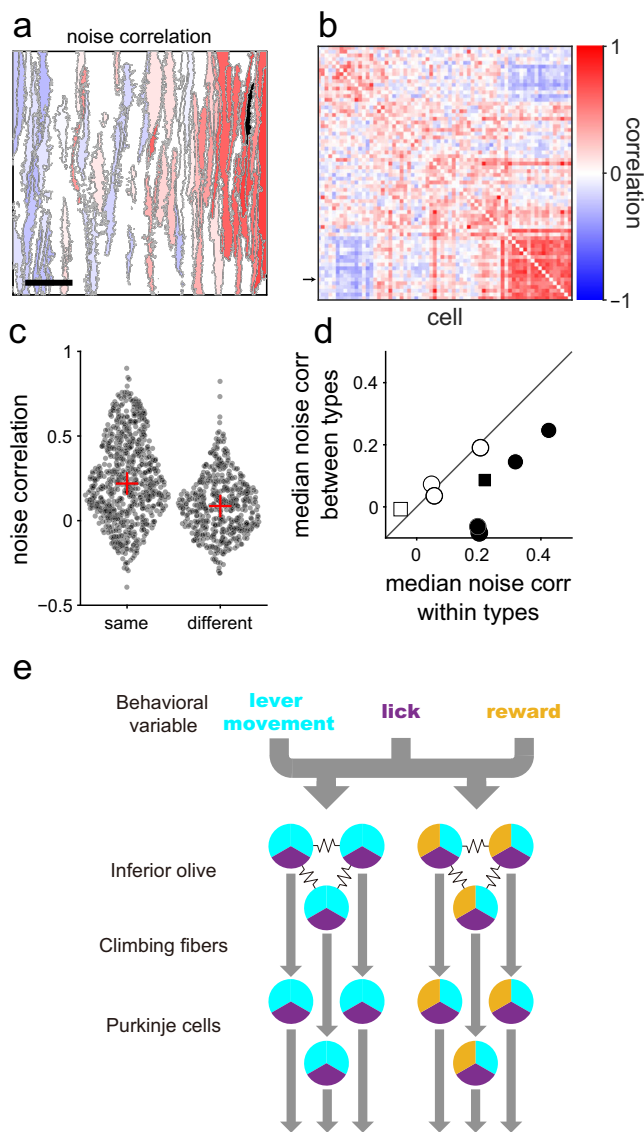 a
noise correlation
b
1
0
−1
correlation
cell
c
1
0.5
0
−0.5
noise correlation
same
different
d
0.4
0.2
0
median noise corr
between types
0
0.2
0.4
median noise corr
within types
e
Behavioral
variable
lever
movement
lick
reward
Inferior olive
Climbing fibers
Purkinje cells